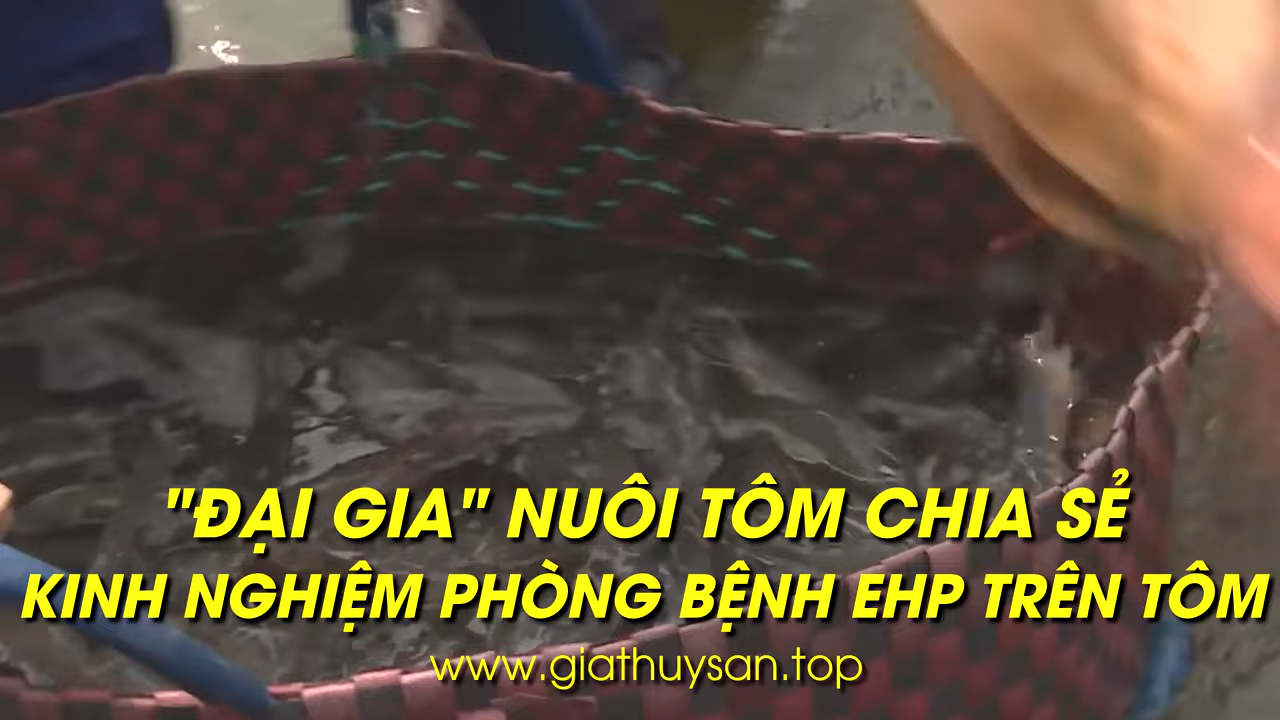 "ĐẠI GIA" NUÔI TÔM CHIA SẺ
KINH NGHIỆM PHÒNG BỆNH EHP TRÊN TÔM
www.giathuysan.top